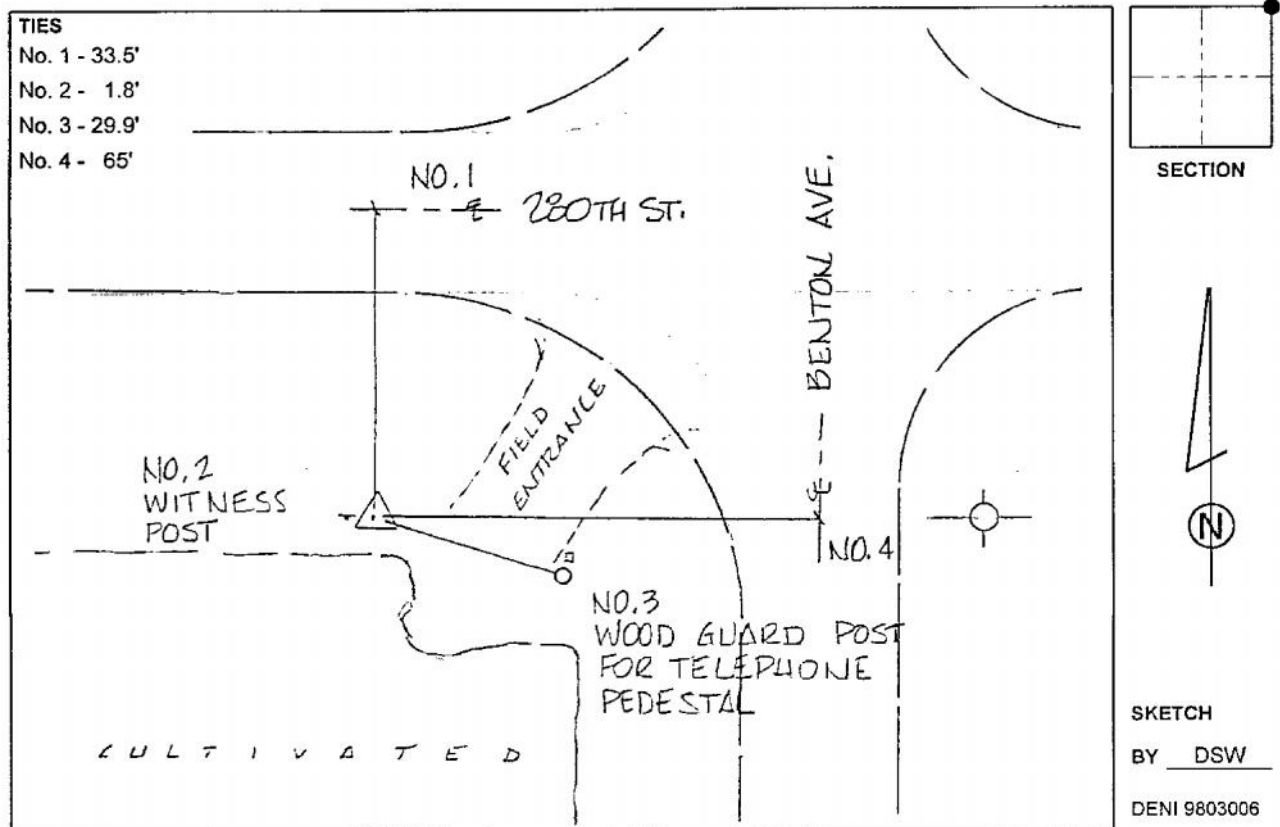 TIES
No. 1 - 33.5'
No. 2 - 1.8'
No. 3 - 29.9'
No. 4 - 65'
NO. 1
280TH ST.
BENTON AVE.
FIELD
ENTRANCE
NO. 2
WITNESS
POST
NO. 4
NO. 3
WOOD GUARD POST
FOR TELEPHONE
PEDESTAL
CULTIVATED
SECTION
N
SKETCH
BY DSW
DENI 9803006